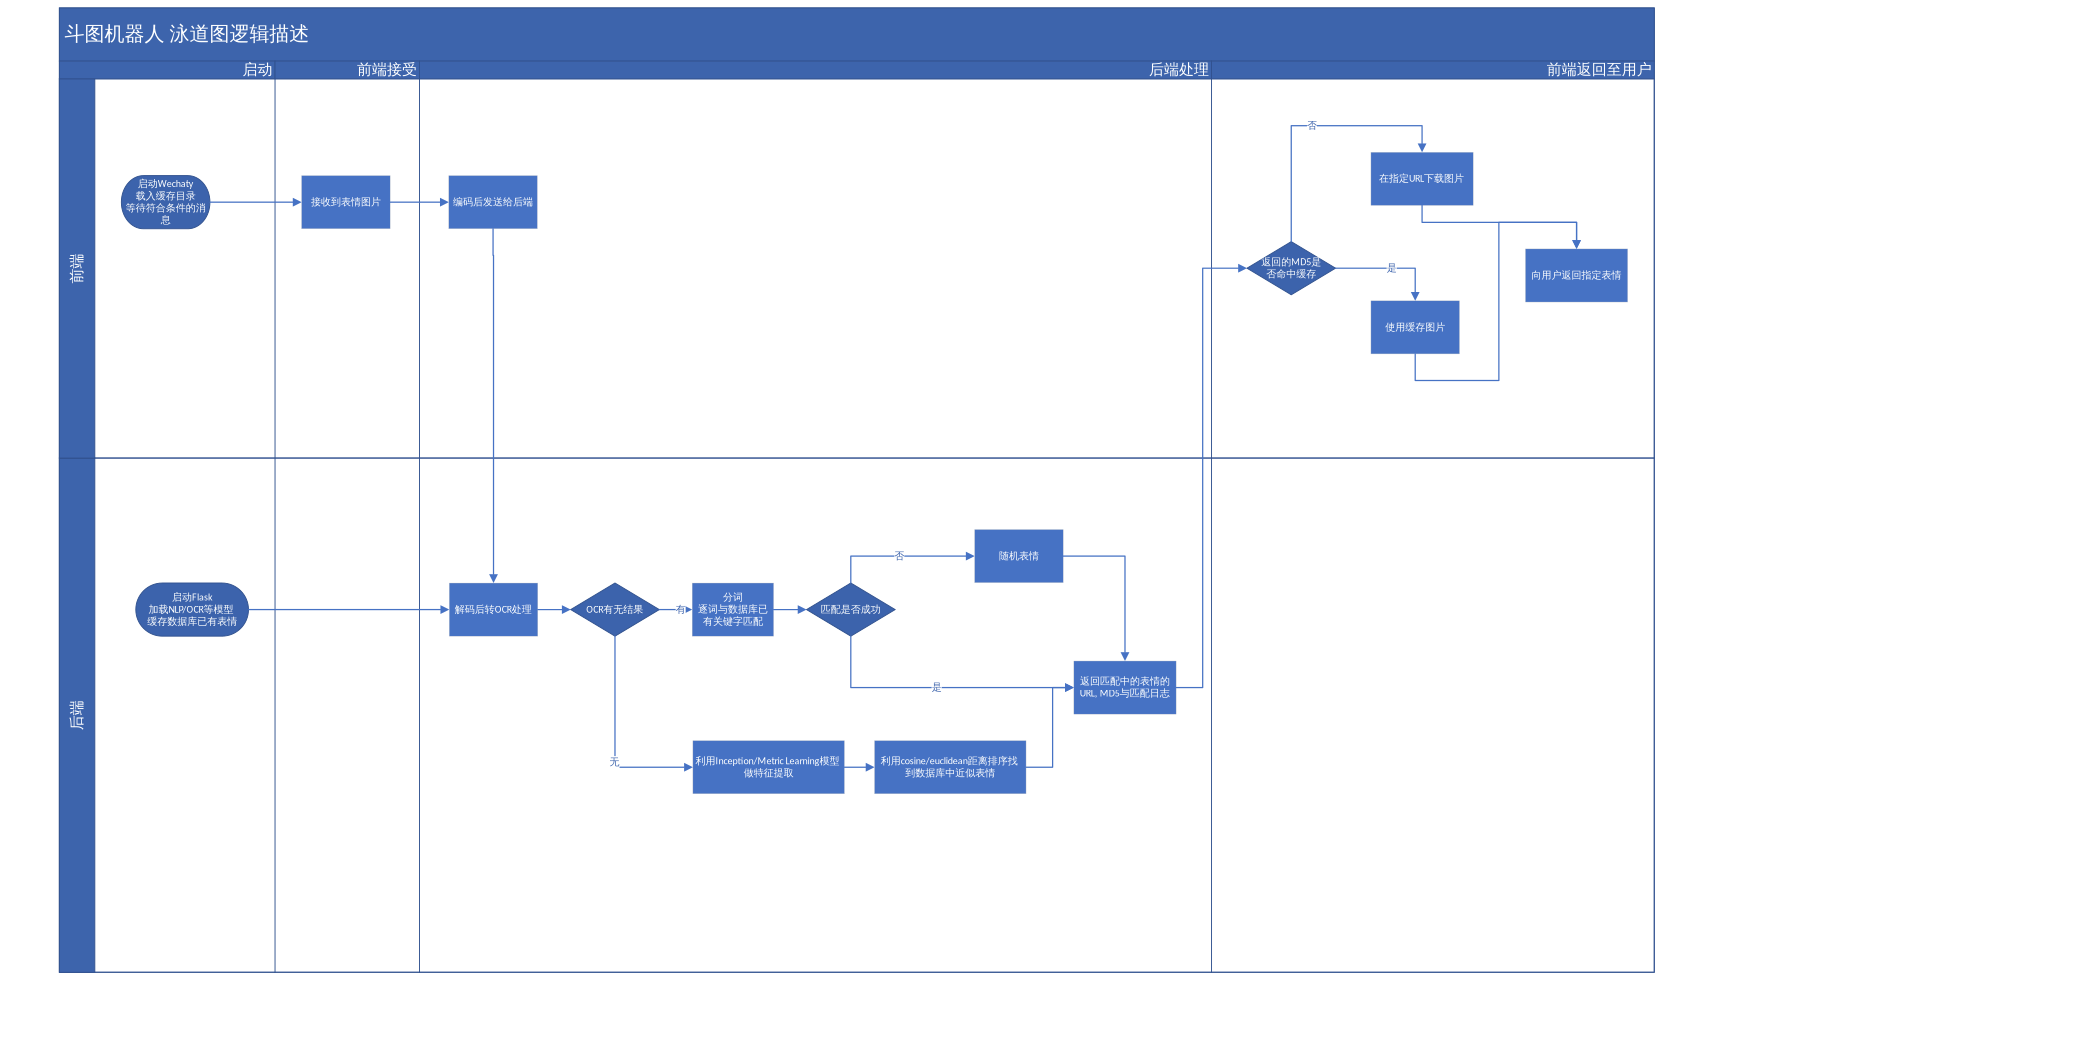 斗图机器人 泳道图逻辑描述
启动
前端接受
后端处理
前端返回至用户
前端
启动Wechaty
载入缓存目录
等待符合条件的消
息
接收到表情图片
编码后发送给后端
返回的MD5是
否命中缓存
否
在指定URL下载图片
是
使用缓存图片
向用户返回指定表情
后端
启动Flask
加载NLP/OCR等模型
缓存数据库已有表情
解码后转OCR处理
OCR有无结果
有
分词
逐词与数据库已
有关键字匹配
匹配是否成功
否
随机表情
是
返回匹配中的表情的
URL, MD5与匹配日志
无
利用Inception/Metric Learning模型
做特征提取
利用cosine/euclidean距离排序找
到数据库中近似表情